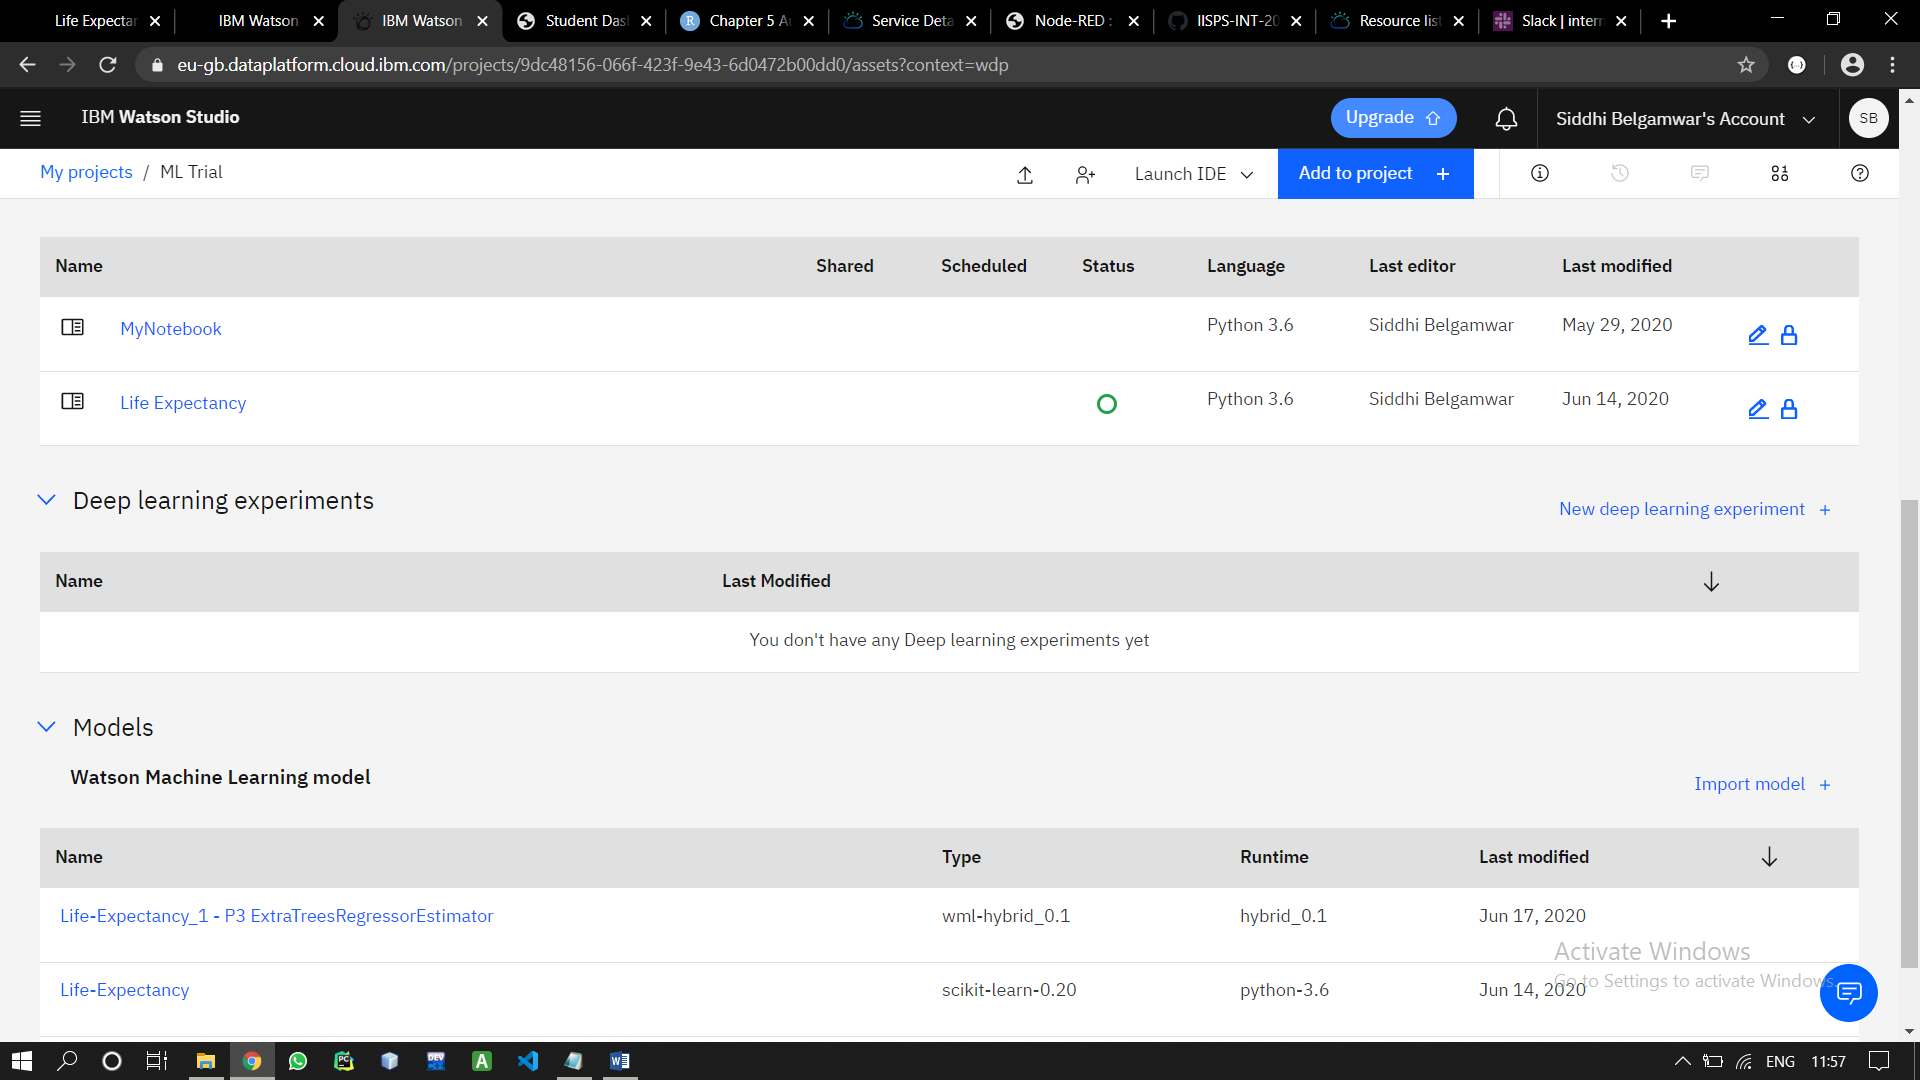 Life Expectan
IBM Watson
IBM Watson
Student Das
R
Chapter 5 Au
Service Deta
Node-RED :
IISPS-INT-20
Resource list
Slack | intern
eu-gb.dataplatform.cloud.ibm.com/projects/9dc48156-066f-423f-9e43-6d0472b00dd0/assets?context=wdp
IBM Watson Studio
Upgrade
Siddhi Belgamwar's Account
SB
My projects / ML Trial
Launch IDE
Add to project +
Name Shared Scheduled Status Language Last editor Last modified
MyNotebook Python 3.6 Siddhi Belgamwar May 29, 2020
Life Expectancy Python 3.6 Siddhi Belgamwar Jun 14, 2020
Deep learning experiments
New deep learning experiment +
Name Last Modified
You don't have any Deep learning experiments yet
Models
Watson Machine Learning model
Import model +
Name Type Runtime Last modified
Life-Expectancy_1 - P3 ExtraTreesRegressorEstimator wml-hybrid_0.1 hybrid_0.1 Jun 17, 2020
Life-Expectancy scikit-learn-0.20 python-3.6 Jun 14, 2020
Activate Windows
Go to Settings to activate Windows.
PC
DEV
A
ENG 11:57